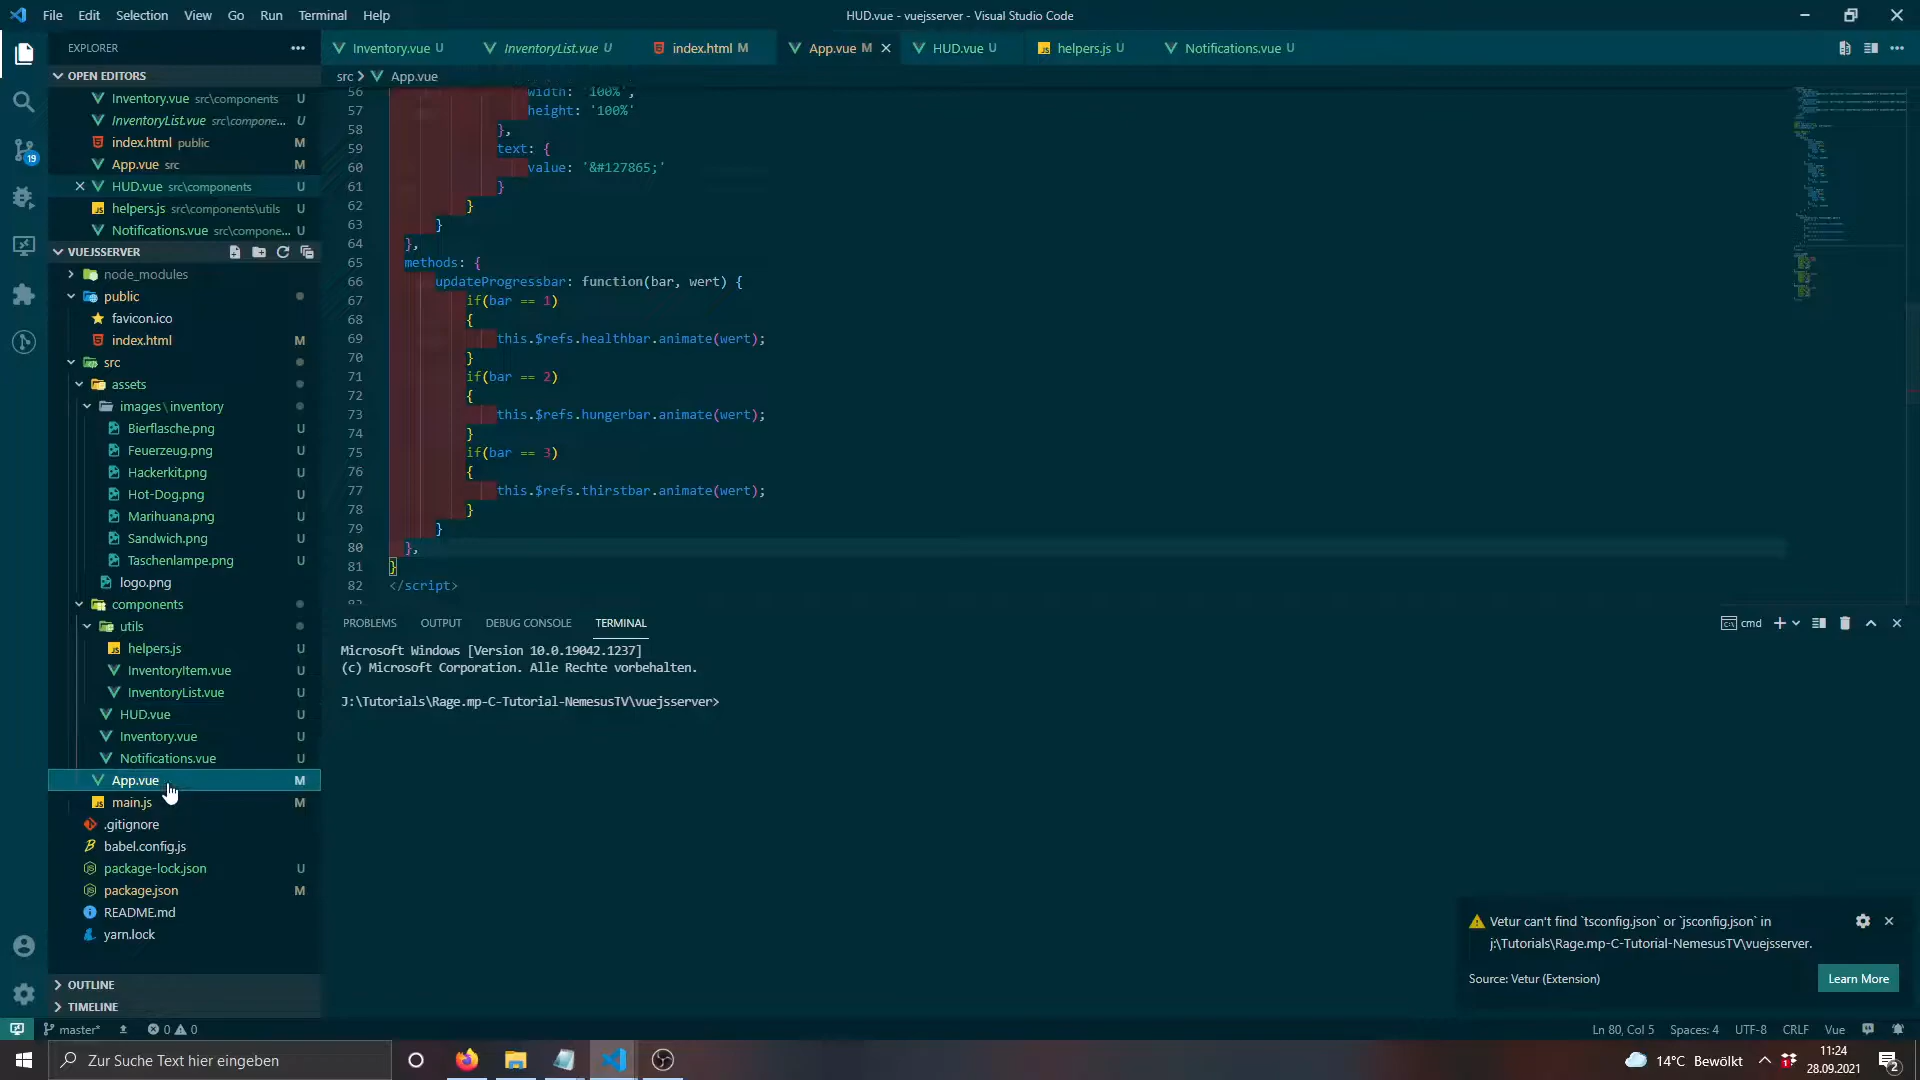 File Edit Selection View Go Run Terminal Help
HUD.vue - vuejsserver - Visual Studio Code
EXPLORER
Inventory.vue U
InventoryList.vue U
index.html M
App.vue M
HUD.vue U
helpers.js U
Notifications.vue U
OPEN EDITORS
Inventory.vue src\components U
InventoryList.vue src\compone... U
index.html public M
App.vue src M
HUD.vue src\components U
helpers.js src\components\utils U
Notifications.vue src\compone... U
VUEJSSERVER
node_modules
public
favicon.ico
index.html M
src
assets
images\inventory
Bierflasche.png U
Feuerzeug.png U
Hackerkit.png U
Hot-Dog.png U
Marihuana.png U
Sandwich.png U
Taschenlampe.png U
logo.png
components
utils
helpers.js U
InventoryItem.vue U
InventoryList.vue U
HUD.vue U
Inventory.vue U
Notifications.vue U
App.vue M
main.js M
.gitignore
babel.config.js
package-lock.json U
package.json M
README.md
yarn.lock
OUTLINE
TIMELINE
19
src > App.vue
56 width: '100%',
57 height: '100%'
58 },
59 text: {
60 value: '&#127865;'
61 }
62 }
63 }
64 },
65 methods: {
66 updateProgressbar: function(bar, wert) {
67 if(bar == 1)
68 {
69 this.$refs.healthbar.animate(wert);
70 }
71 if(bar == 2)
72 {
73 this.$refs.hungerbar.animate(wert);
74 }
75 if(bar == 3)
76 {
77 this.$refs.thirstbar.animate(wert);
78 }
79 }
80 },
81 }
82 </script>
PROBLEMS OUTPUT DEBUG CONSOLE TERMINAL
cmd
Microsoft Windows [Version 10.0.19042.1237]
(c) Microsoft Corporation. Alle Rechte vorbehalten.
J:\Tutorials\Rage.mp-C-Tutorial-NemesusTV\vuejsserver>
Vetur can't find `tsconfig.json` or `jsconfig.json` in
j:\Tutorials\Rage.mp-C-Tutorial-NemesusTV\vuejsserver.
Source: Vetur (Extension)
Learn More
master* 0 0
Ln 80, Col 5 Spaces: 4 UTF-8 CRLF Vue
Zur Suche Text hier eingeben
14°C Bewölkt
11:24
28.09.2021
2